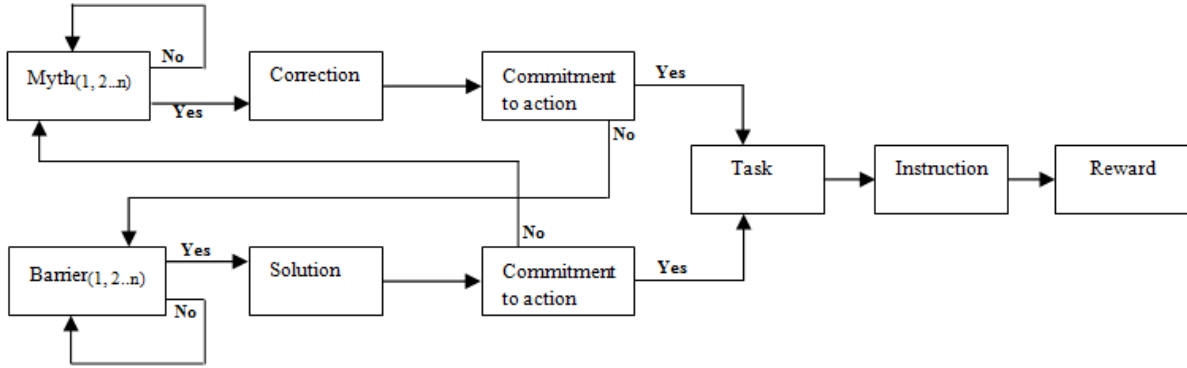 No
Myth(1, 2..n)
Yes
Correction
Commitment
to action
Yes
No
Task
Instruction
Reward
Barrier(1, 2..n)
Yes
No
Solution
No
Commitment
to action
Yes